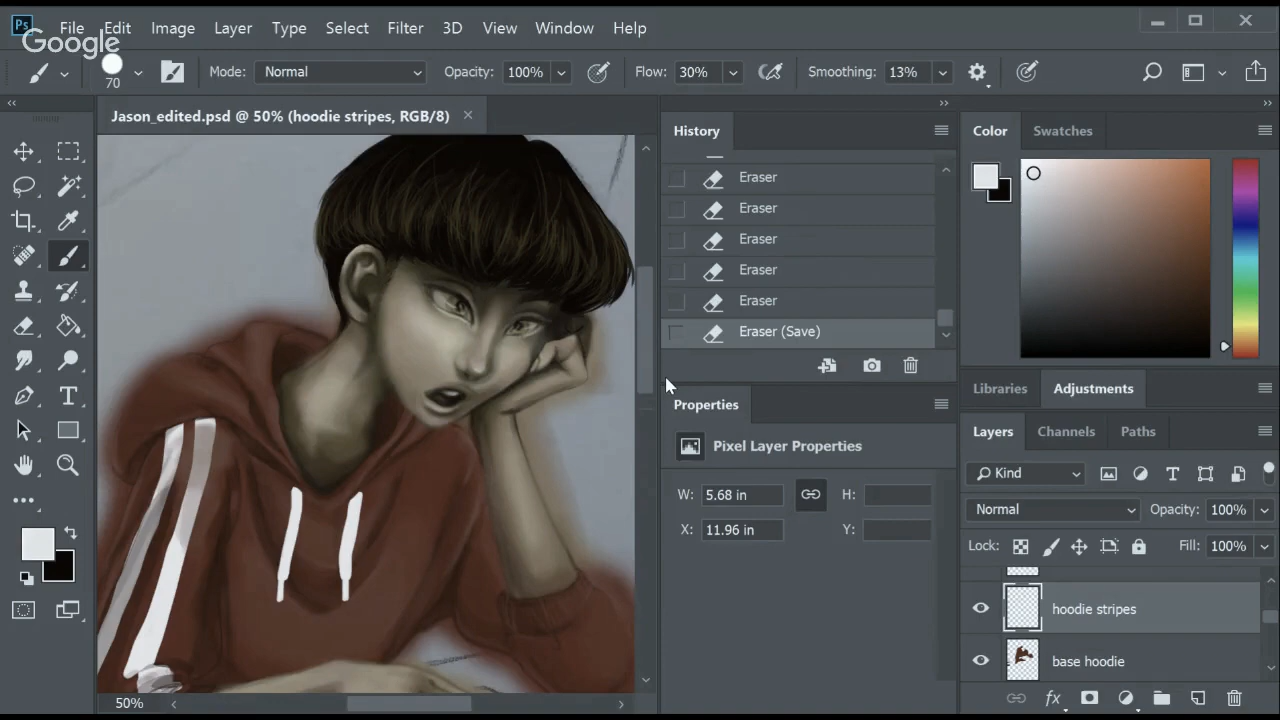 Ps File Edit Image Layer Type Select Filter 3D View Window Help
Google
70 Mode: Normal Opacity: 100% Flow: 30% Smoothing: 13%
Jason_edited.psd @ 50% (hoodie stripes, RGB/8)
History
Eraser
Eraser
Eraser
Eraser
Eraser
Eraser (Save)
Properties
Pixel Layer Properties
W: 5.68 in H:
X: 11.96 in Y:
Color Swatches
Libraries Adjustments
Layers Channels Paths
Kind
Normal Opacity: 100%
Lock: Fill: 100%
hoodie stripes
base hoodie
fx
50%